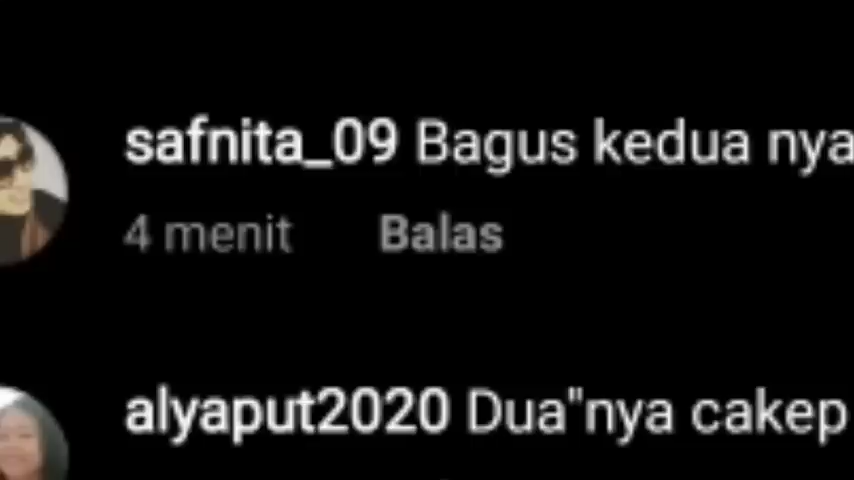 safnita_09 Bagus kedua nya
4 menit Balas
alyaput2020 Dua"nya cakep